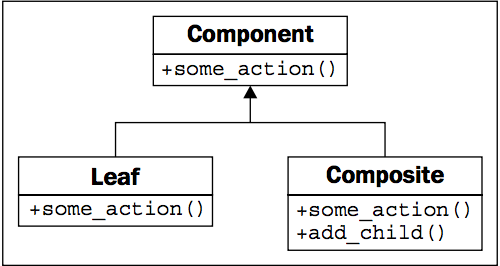 Component
+some_action()
Leaf
+some_action()
Composite
+some_action()
+add_child()